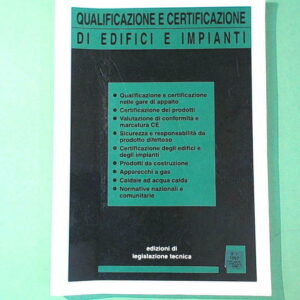 QUALIFICAZIONE E CERTIFICAZIONE
DI EDIFICI E IMPIANTI
• Qualificazione e certificazione
nelle gare di appalto
• Certificazione dei prodotti
• Valutazione di conformità e
marcatura CE
• Sicurezza e responsabilità da
prodotto difettoso
• Certificazione degli edifici e
degli impianti
• Prodotti da costruzione
• Apparecchi a gas
• Caldaie ad acqua calda
• Normative nazionali e
comunitarie
edizioni di
legislazione tecnica